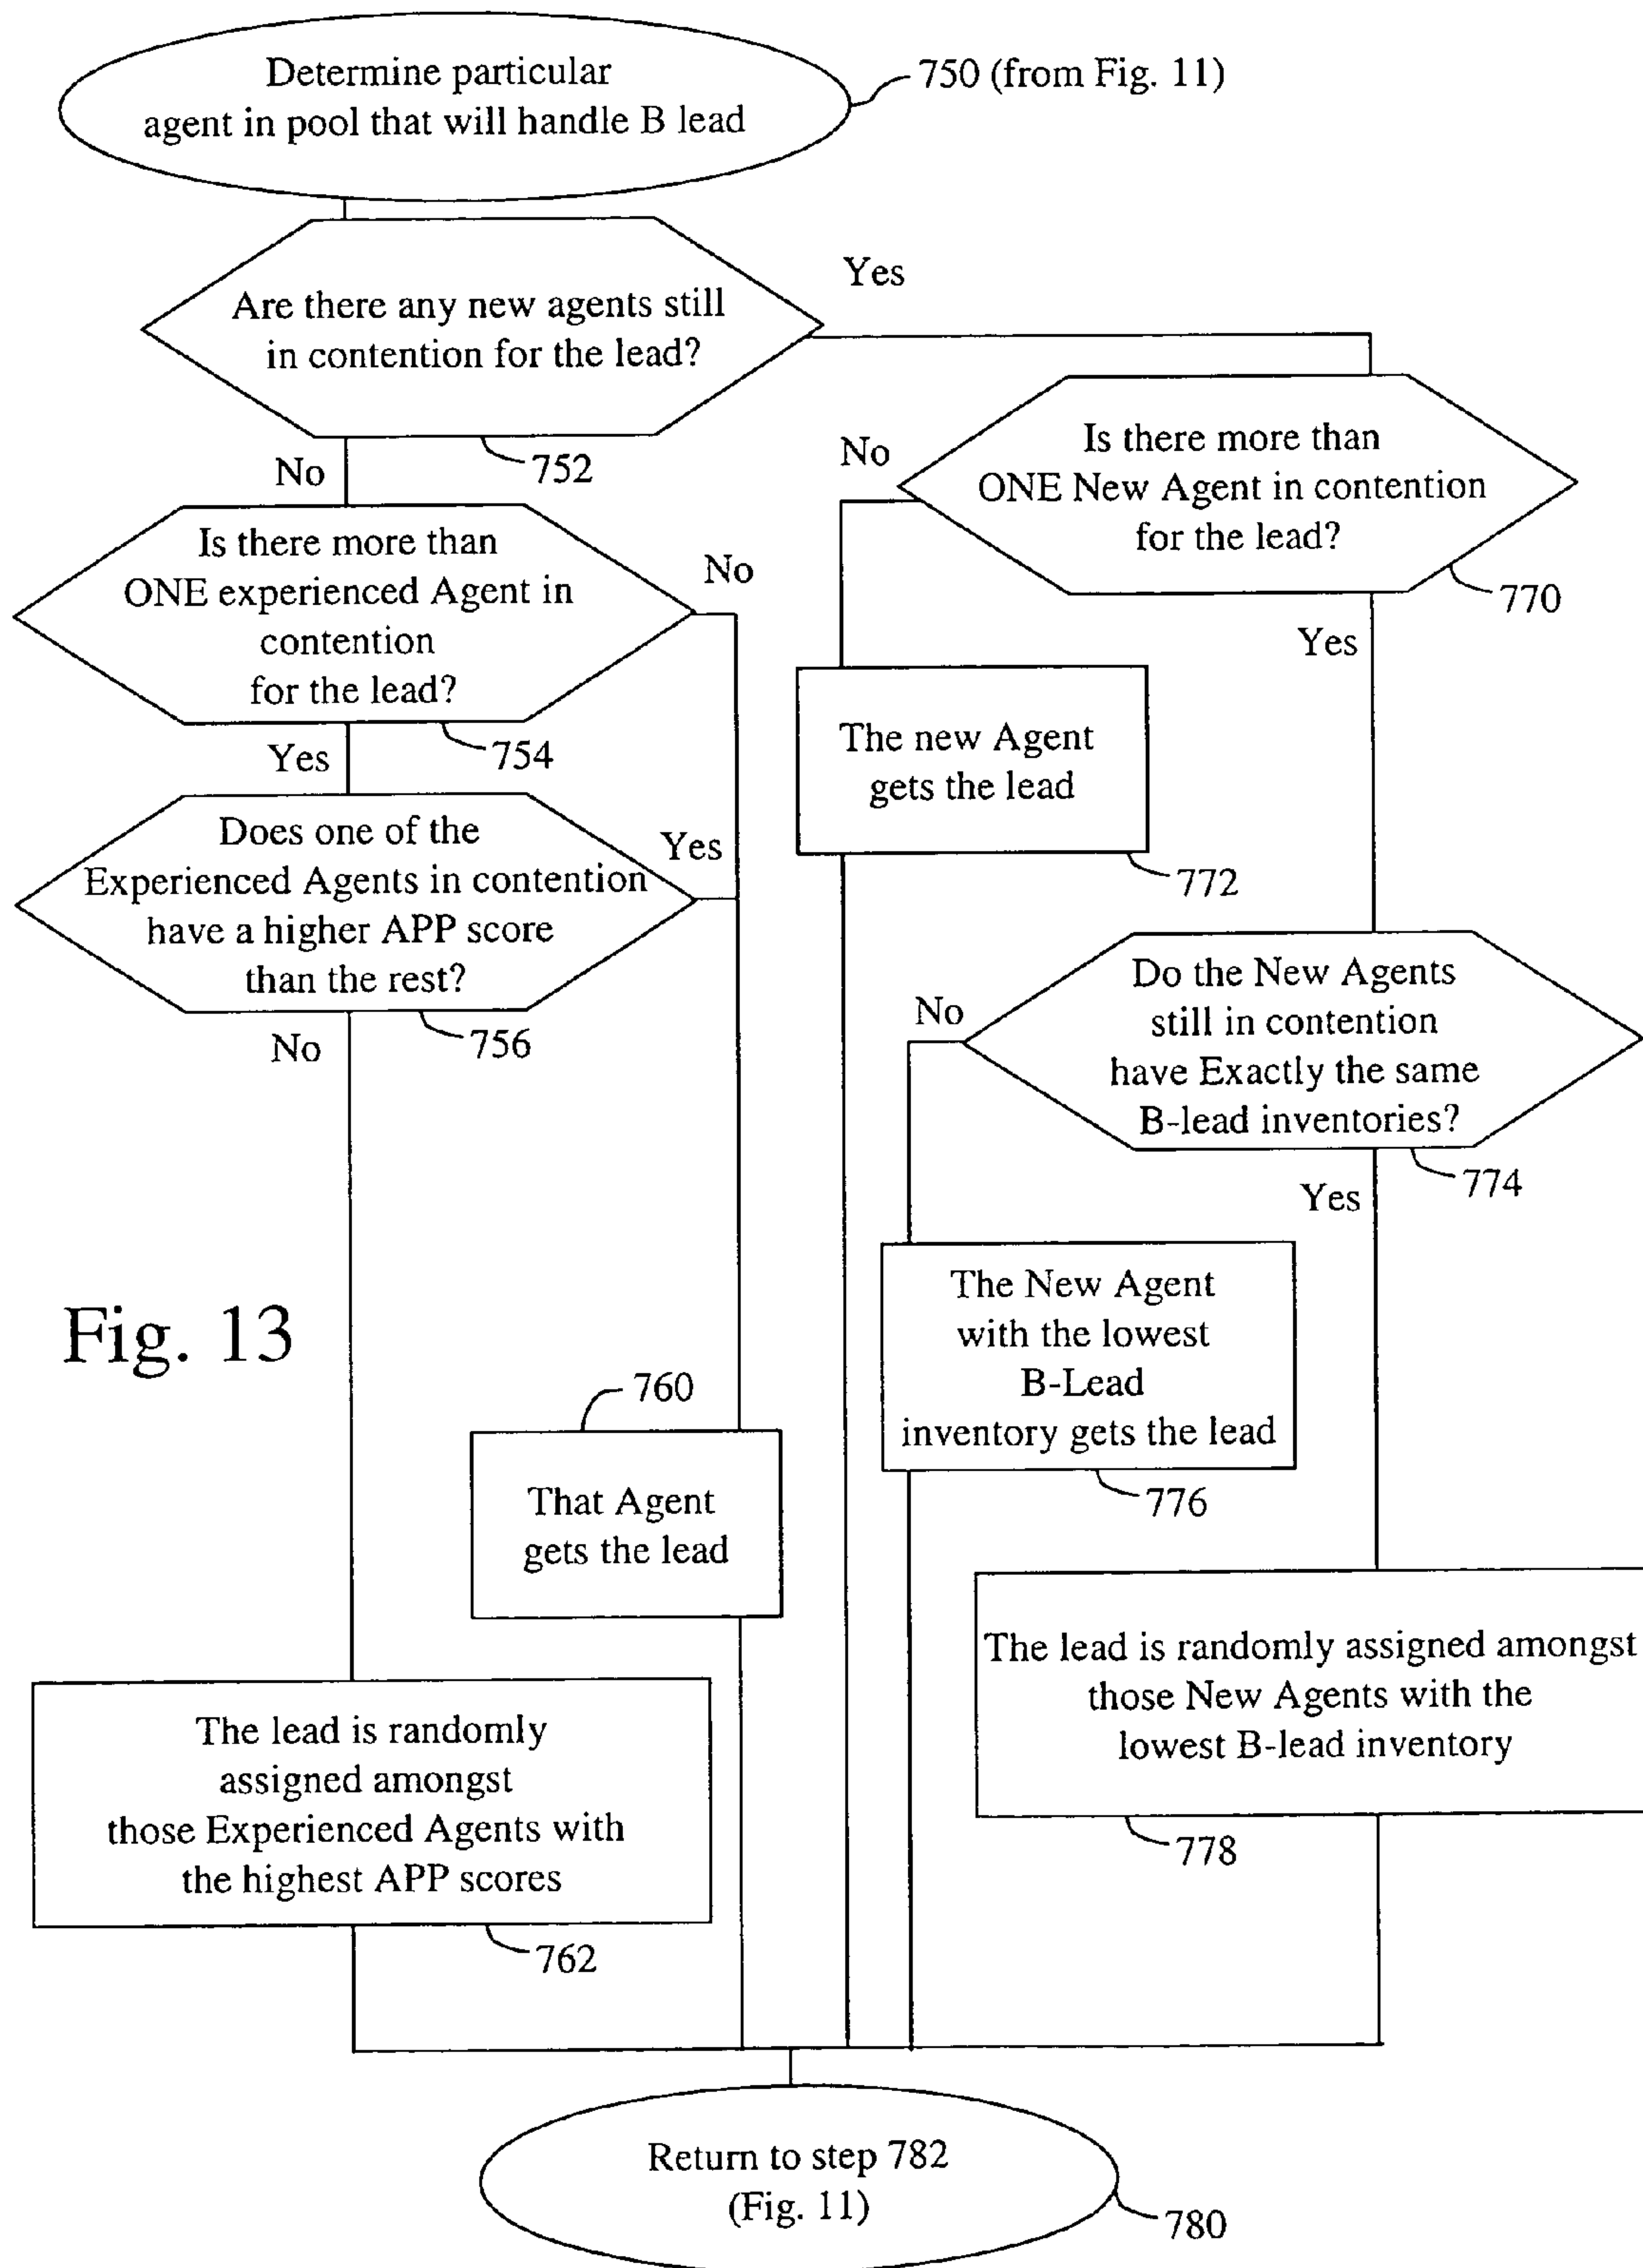 Determine particular
agent in pool that will handle B lead
750 (from Fig. 11)
Are there any new agents still
in contention for the lead?
Yes
No
752
Is there more than
ONE experienced Agent in
contention
for the lead?
No
Yes
754
Does one of the
Experienced Agents in contention
have a higher APP score
than the rest?
Yes
No
756
Is there more than
ONE New Agent in contention
for the lead?
No
Yes
770
The new Agent
gets the lead
772
Do the New Agents
still in contention
have Exactly the same
B-lead inventories?
No
Yes
774
The New Agent
with the lowest
B-Lead
inventory gets the lead
776
Fig. 13
760
That Agent
gets the lead
The lead is randomly assigned amongst
those New Agents with the
lowest B-lead inventory
778
The lead is randomly
assigned amongst
those Experienced Agents with
the highest APP scores
762
Return to step 782
(Fig. 11)
780